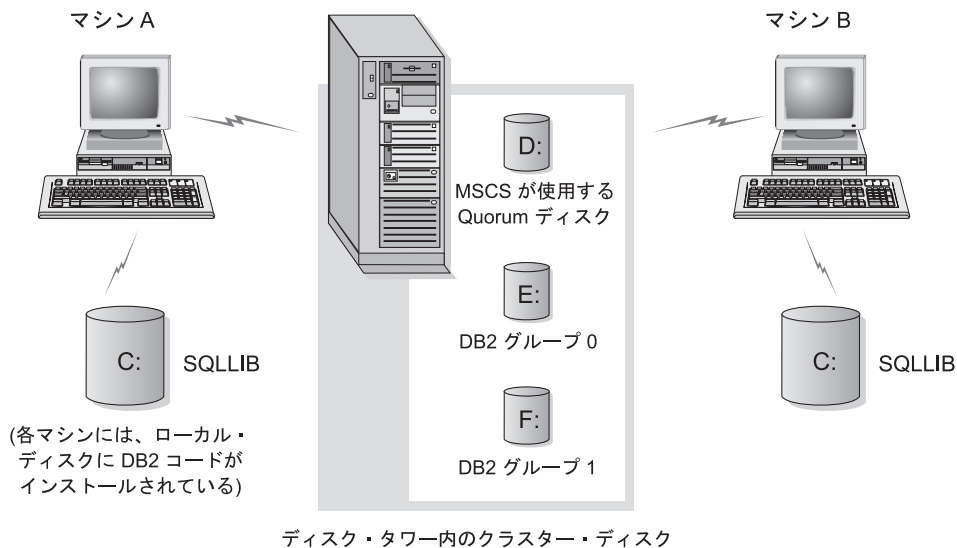 マシン A
マシン B
D:
MSCS が使用する
Quorum ディスク
E:
DB2 グループ 0
F:
DB2 グループ 1
C:
SQLLIB
(各マシンには、ローカル・
ディスクに DB2 コードが
インストールされている)
C:
SQLLIB
ディスク・タワー内のクラスター・ディスク